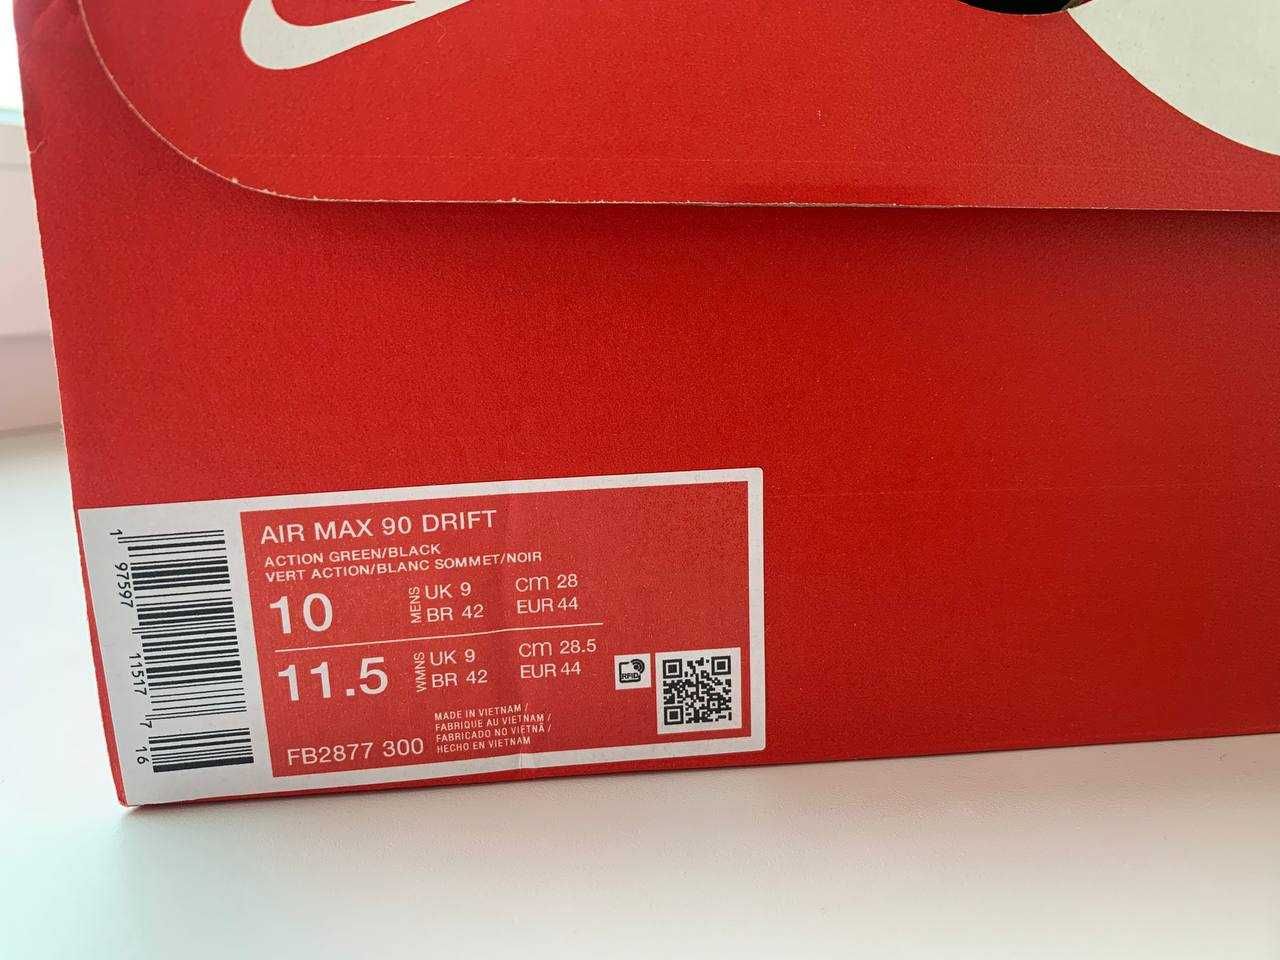 AIR MAX 90 DRIFT
ACTION GREEN/BLACK
VERT ACTION/BLANC SOMMET/NOIR
10 MENS UK 9 cm 28
BR 42 EUR 44
11.5 WMNS UK 9 cm 28.5
BR 42 EUR 44
RFID
MADE IN VIETNAM /
FABRIQUE AU VIETNAM /
FABRICADO NO VIETNÃ /
HECHO EN VIETNAM
FB2877 300
1 97597 11517 7 16